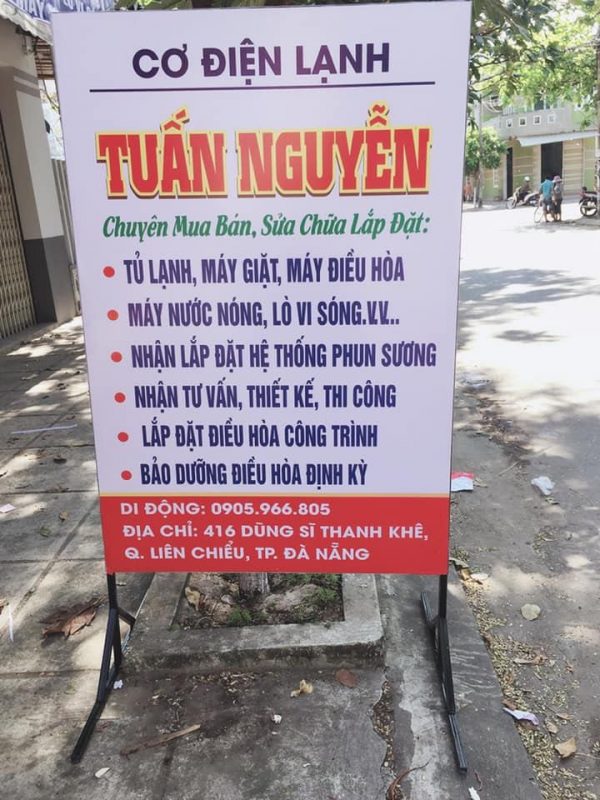 CƠ ĐIỆN LẠNH
TUẤN NGUYỄN
Chuyên Mua Bán, Sửa Chữa Lắp Đặt:
• TỦ LẠNH, MÁY GIẶT, MÁY ĐIỀU HÒA
• MÁY NƯỚC NÓNG, LÒ VI SÓNG.V.V...
• NHẬN LẮP ĐẶT HỆ THỐNG PHUN SƯƠNG
• NHẬN TƯ VẤN, THIẾT KẾ, THI CÔNG
• LẮP ĐẶT ĐIỀU HÒA CÔNG TRÌNH
• BẢO DƯỠNG ĐIỀU HÒA ĐỊNH KỲ
DI ĐỘNG: 0905.966.805
ĐỊA CHỈ: 416 DŨNG SĨ THANH KHÊ,
Q. LIÊN CHIỂU, TP. ĐÀ NẴNG